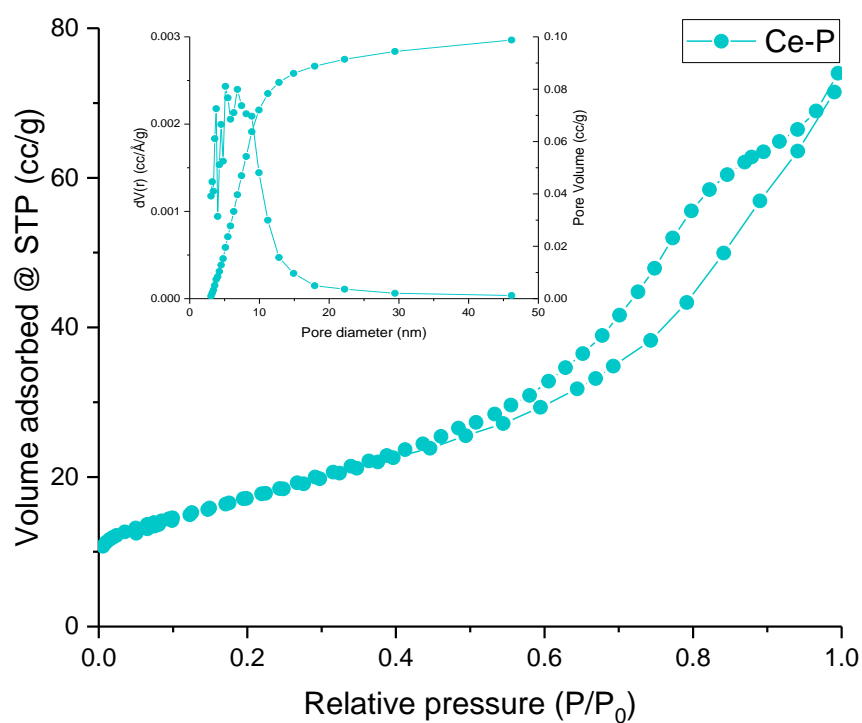 80
60
40
20
0
Volume adsorbed @ STP (cc/g)
0.0 0.2 0.4 0.6 0.8 1.0
Relative pressure (P/P0)
Ce-P
0.003
0.002
0.001
0.000
dV(r) (cc/Å/g)
0.10
0.08
0.06
0.04
0.02
0.00
Pore Volume (cc/g)
0 10 20 30 40 50
Pore diameter (nm)